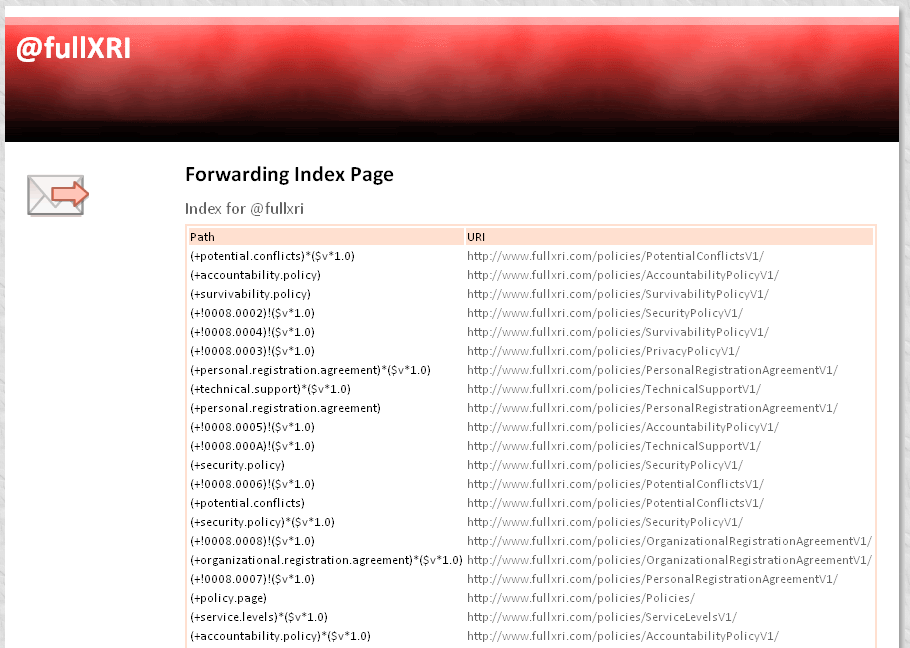 @fullXRI
Forwarding Index Page
Index for @fullxri
Path URI
(+potential.conflicts)*($v*1.0) http://www.fullxri.com/policies/PotentialConflictsV1/
(+accountability.policy) http://www.fullxri.com/policies/AccountabilityPolicyV1/
(+survivability.policy) http://www.fullxri.com/policies/SurvivabilityPolicyV1/
(+!0008.0002)!($v*1.0) http://www.fullxri.com/policies/SecurityPolicyV1/
(+!0008.0004)!($v*1.0) http://www.fullxri.com/policies/SurvivabilityPolicyV1/
(+!0008.0003)!($v*1.0) http://www.fullxri.com/policies/PrivacyPolicyV1/
(+personal.registration.agreement)*($v*1.0) http://www.fullxri.com/policies/PersonalRegistrationAgreementV1/
(+technical.support)*($v*1.0) http://www.fullxri.com/policies/TechnicalSupportV1/
(+personal.registration.agreement) http://www.fullxri.com/policies/PersonalRegistrationAgreementV1/
(+!0008.0005)!($v*1.0) http://www.fullxri.com/policies/AccountabilityPolicyV1/
(+!0008.000A)!($v*1.0) http://www.fullxri.com/policies/TechnicalSupportV1/
(+security.policy) http://www.fullxri.com/policies/SecurityPolicyV1/
(+!0008.0006)!($v*1.0) http://www.fullxri.com/policies/PotentialConflictsV1/
(+potential.conflicts) http://www.fullxri.com/policies/PotentialConflictsV1/
(+security.policy)*($v*1.0) http://www.fullxri.com/policies/SecurityPolicyV1/
(+!0008.0008)!($v*1.0) http://www.fullxri.com/policies/OrganizationalRegistrationAgreementV1/
(+organizational.registration.agreement)*($v*1.0) http://www.fullxri.com/policies/OrganizationalRegistrationAgreementV1/
(+!0008.0007)!($v*1.0) http://www.fullxri.com/policies/PersonalRegistrationAgreementV1/
(+policy.page) http://www.fullxri.com/policies/Policies/
(+service.levels)*($v*1.0) http://www.fullxri.com/policies/ServiceLevelsV1/
(+accountability.policy)*($v*1.0) http://www.fullxri.com/policies/AccountabilityPolicyV1/